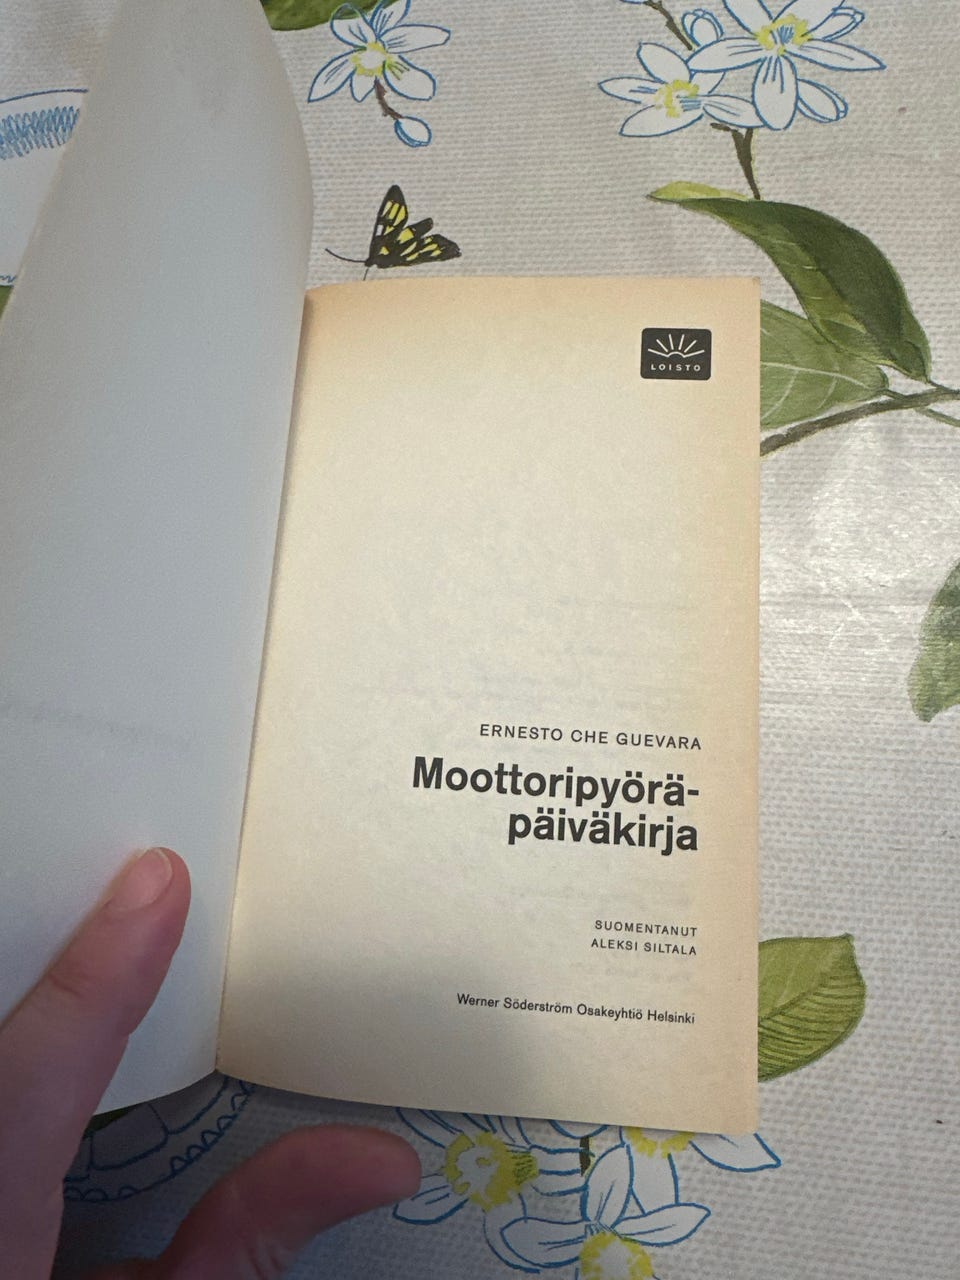 LOISTO
ERNESTO CHE GUEVARA
Moottoripyörä-
päiväkirja
SUOMENTANUT
ALEKSI SILTALA
Werner Söderström Osakeyhtiö Helsinki